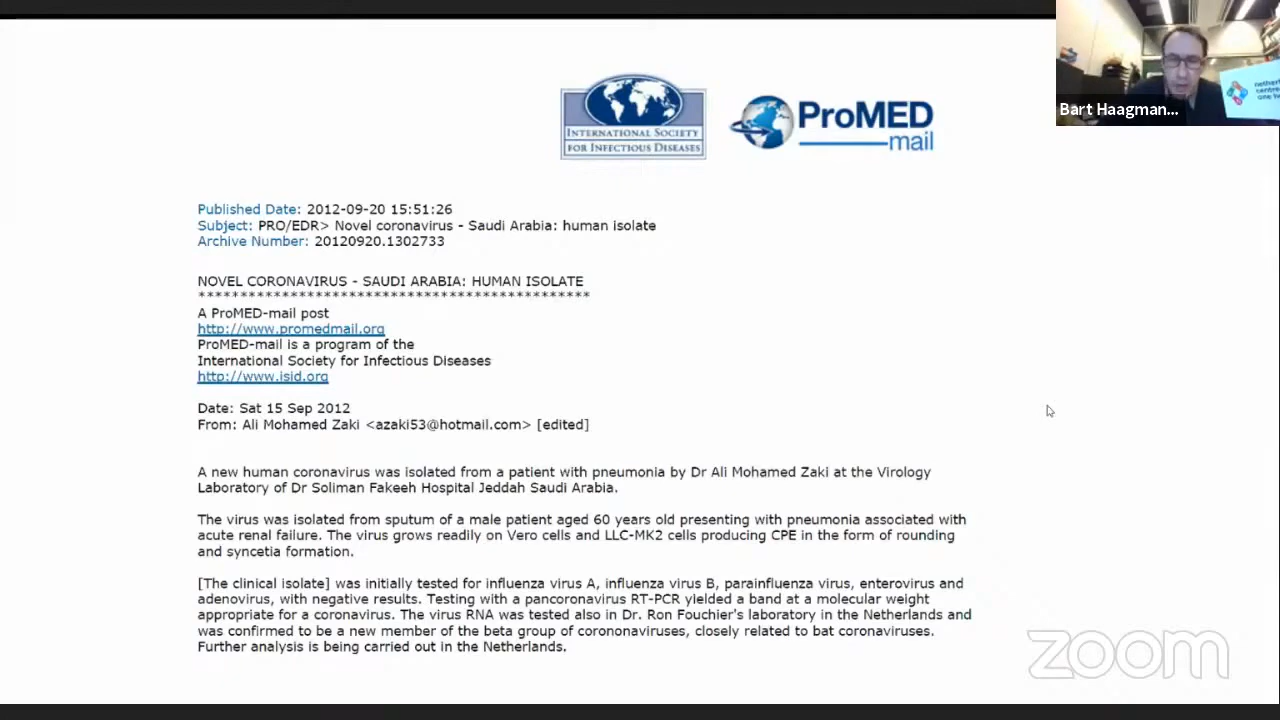 INTERNATIONAL SOCIETY
FOR INFECTIOUS DISEASES
ProMED
mail
Bart Haagman...
Published Date: 2012-09-20 15:51:26
Subject: PRO/EDR> Novel coronavirus - Saudi Arabia: human isolate
Archive Number: 20120920.1302733
NOVEL CORONAVIRUS - SAUDI ARABIA: HUMAN ISOLATE
***********************************************
A ProMED-mail post
http://www.promedmail.org
ProMED-mail is a program of the
International Society for Infectious Diseases
http://www.isid.org
Date: Sat 15 Sep 2012
From: Ali Mohamed Zaki <azaki53@hotmail.com> [edited]
A new human coronavirus was isolated from a patient with pneumonia by Dr Ali Mohamed Zaki at the Virology
Laboratory of Dr Soliman Fakeeh Hospital Jeddah Saudi Arabia.
The virus was isolated from sputum of a male patient aged 60 years old presenting with pneumonia associated with
acute renal failure. The virus grows readily on Vero cells and LLC-MK2 cells producing CPE in the form of rounding
and syncetia formation.
[The clinical isolate] was initially tested for influenza virus A, influenza virus B, parainfluenza virus, enterovirus and
adenovirus, with negative results. Testing with a pancoronavirus RT-PCR yielded a band at a molecular weight
appropriate for a coronavirus. The virus RNA was tested also in Dr. Ron Fouchier's laboratory in the Netherlands and
was confirmed to be a new member of the beta group of corononaviruses, closely related to bat coronaviruses.
Further analysis is being carried out in the Netherlands.
zoom